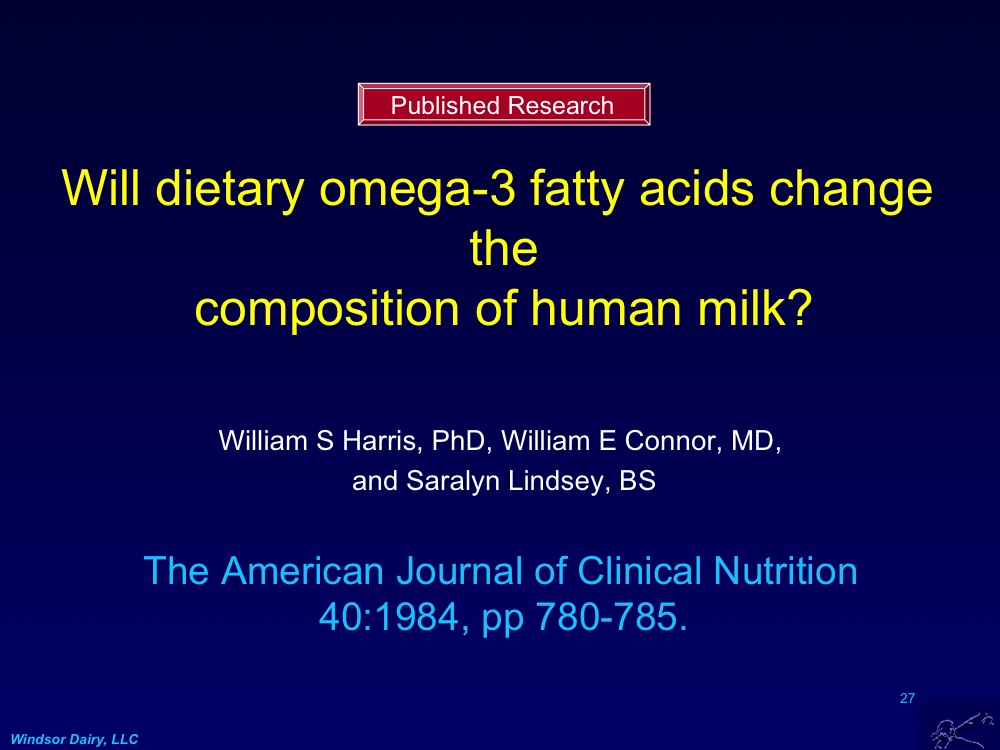 Published Research
Will dietary omega-3 fatty acids change
the
composition of human milk?
William S Harris, PhD, William E Connor, MD,
and Saralyn Lindsey, BS
The American Journal of Clinical Nutrition
40:1984, pp 780-785.
27
Windsor Dairy, LLC